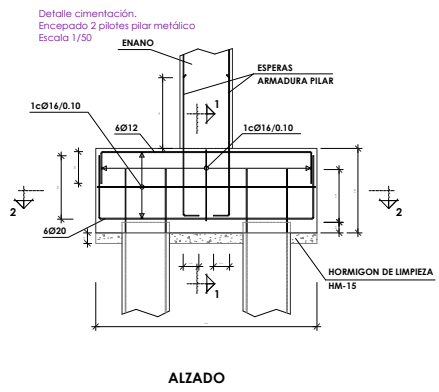 Detalle cimentación.
Encepado 2 pilotes pilar metálico
Escala 1/50
ENANO
ESPERAS
ARMADURA PILAR
1cØ16/0.10
1
1cØ16/0.10
6Ø12
2
2
6Ø20
1
HORMIGON DE LIMPIEZA
HM-15
ALZADO